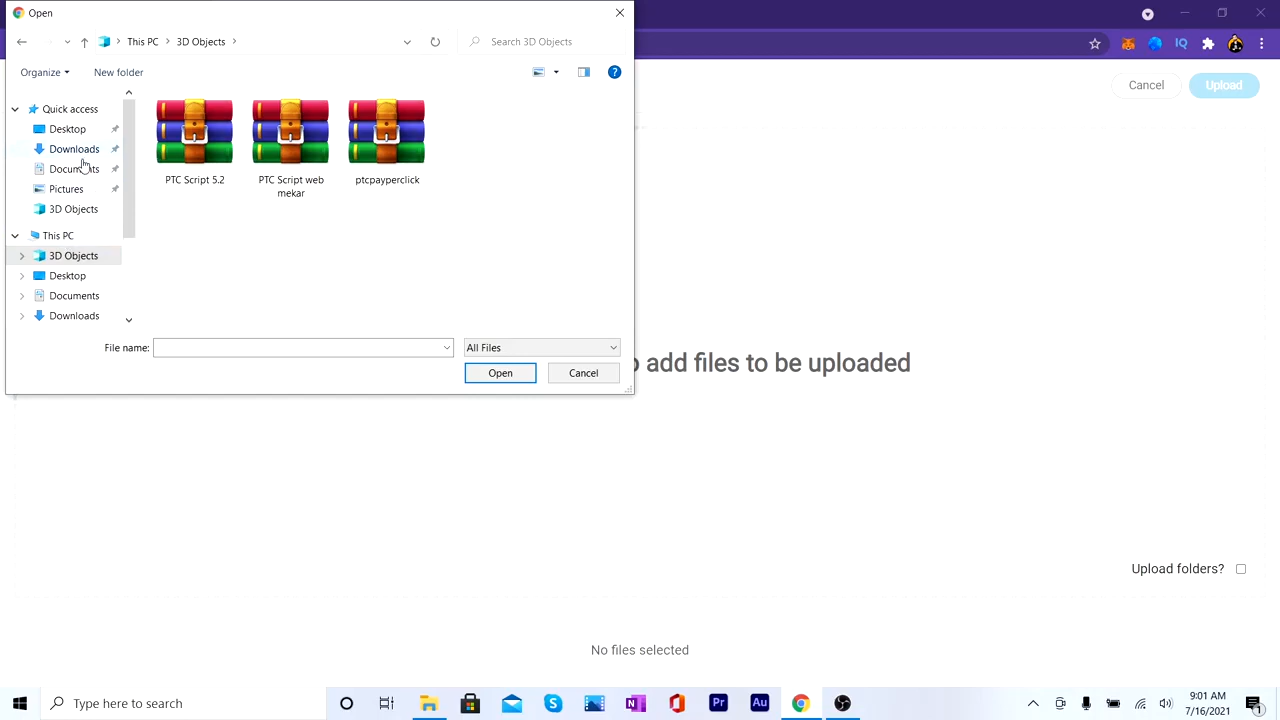 Open
This PC
3D Objects
Search 3D Objects
Organize
New folder
Cancel
Upload
Quick access
Desktop
Downloads
Documents
Pictures
3D Objects
This PC
3D Objects
Desktop
Documents
Downloads
PTC Script 5.2
PTC Script web
mekar
ptcpayperclick
File name:
All Files
Open
Cancel
add files to be uploaded
Upload folders?
No files selected
Type here to search
9:01 AM
7/16/2021